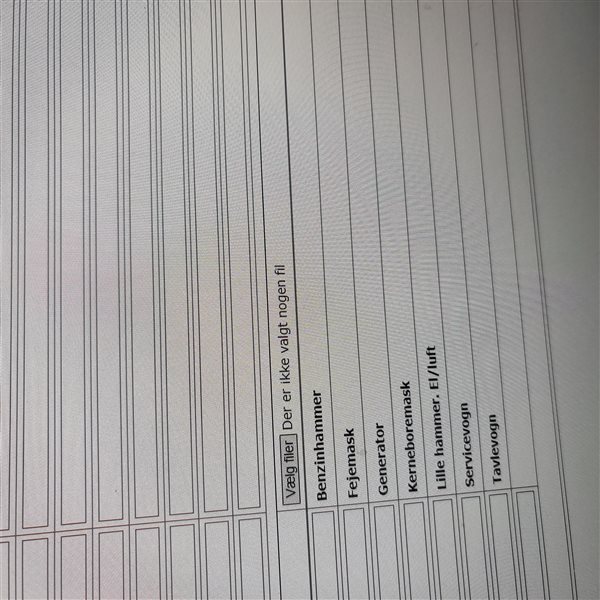 Vælg filer Der er ikke valgt nogen fil
Benzinhammer
Fejemask
Generator
Kerneboremask
Lille hammer. El/luft
Servicevogn
Tavlevogn